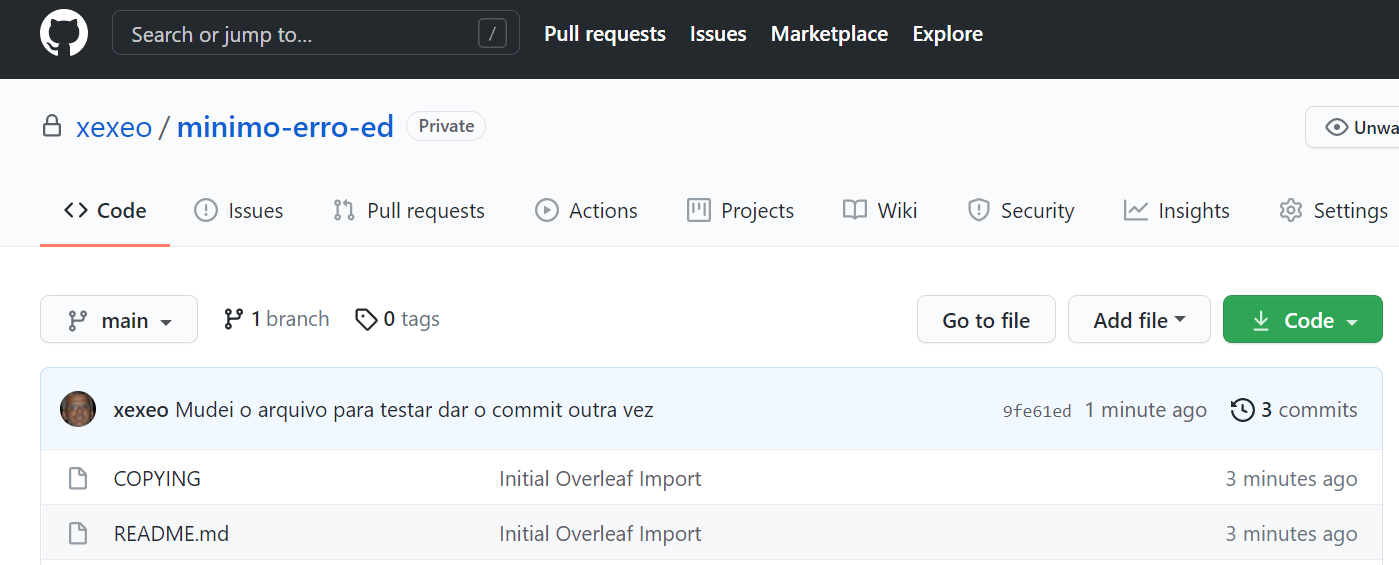 Search or jump to... / Pull requests Issues Marketplace Explore
xexeo / minimo-erro-ed Private Unwa
Code Issues Pull requests Actions Projects Wiki Security Insights Settings
main 1 branch 0 tags Go to file Add file Code
xexeo Mudei o arquivo para testar dar o commit outra vez 9fe61ed 1 minute ago 3 commits
COPYING Initial Overleaf Import 3 minutes ago
README.md Initial Overleaf Import 3 minutes ago